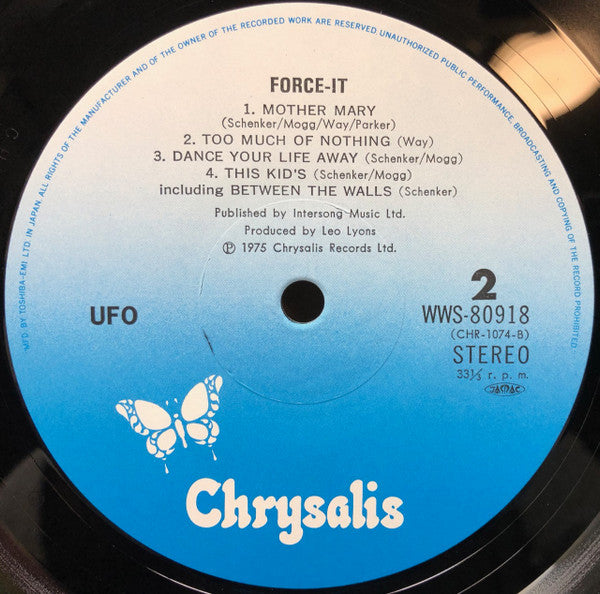 MF'D. BY TOSHIBA-EMI LTD. IN JAPAN ALL RIGHTS OF THE MANUFACTURER AND OF THE OWNER OF THE RECORDED WORK ARE RESERVED. UNAUTHORIZED PUBLIC PERFORMANCE, BROADCASTING AND COPYING OF THE RECORD PROHIBITED
FORCE-IT
1. MOTHER MARY
(Schenker/Mogg/Way/Parker)
2. TOO MUCH OF NOTHING (Way)
3. DANCE YOUR LIFE AWAY (Schenker/Mogg)
4. THIS KID'S (Schenker/Mogg)
including BETWEEN THE WALLS (Schenker)
Published by Intersong Music Ltd.
Produced by Leo Lyons
℗ 1975 Chrysalis Records Ltd.
UFO
2
WWS-80918
(CHR-1074-B)
STEREO
33⅓ r. p. m.
JASRAC
Chrysalis